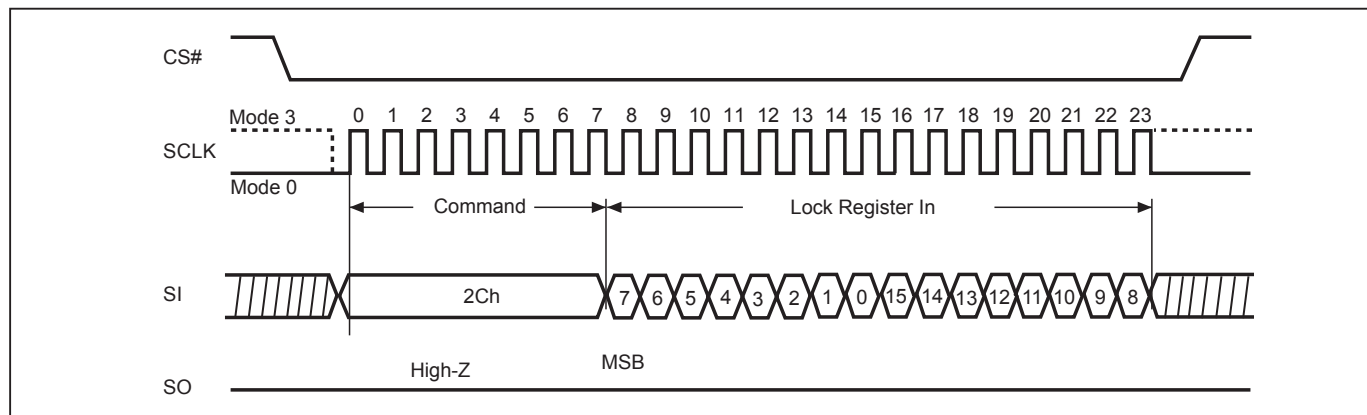 CS#
Mode 3
0 1 2 3 4 5 6 7 8 9 10 11 12 13 14 15 16 17 18 19 20 21 22 23
SCLK
Mode 0
Command
Lock Register In
SI
2Ch
7 6 5 4 3 2 1 0 15 14 13 12 11 10 9 8
High-Z
MSB
SO